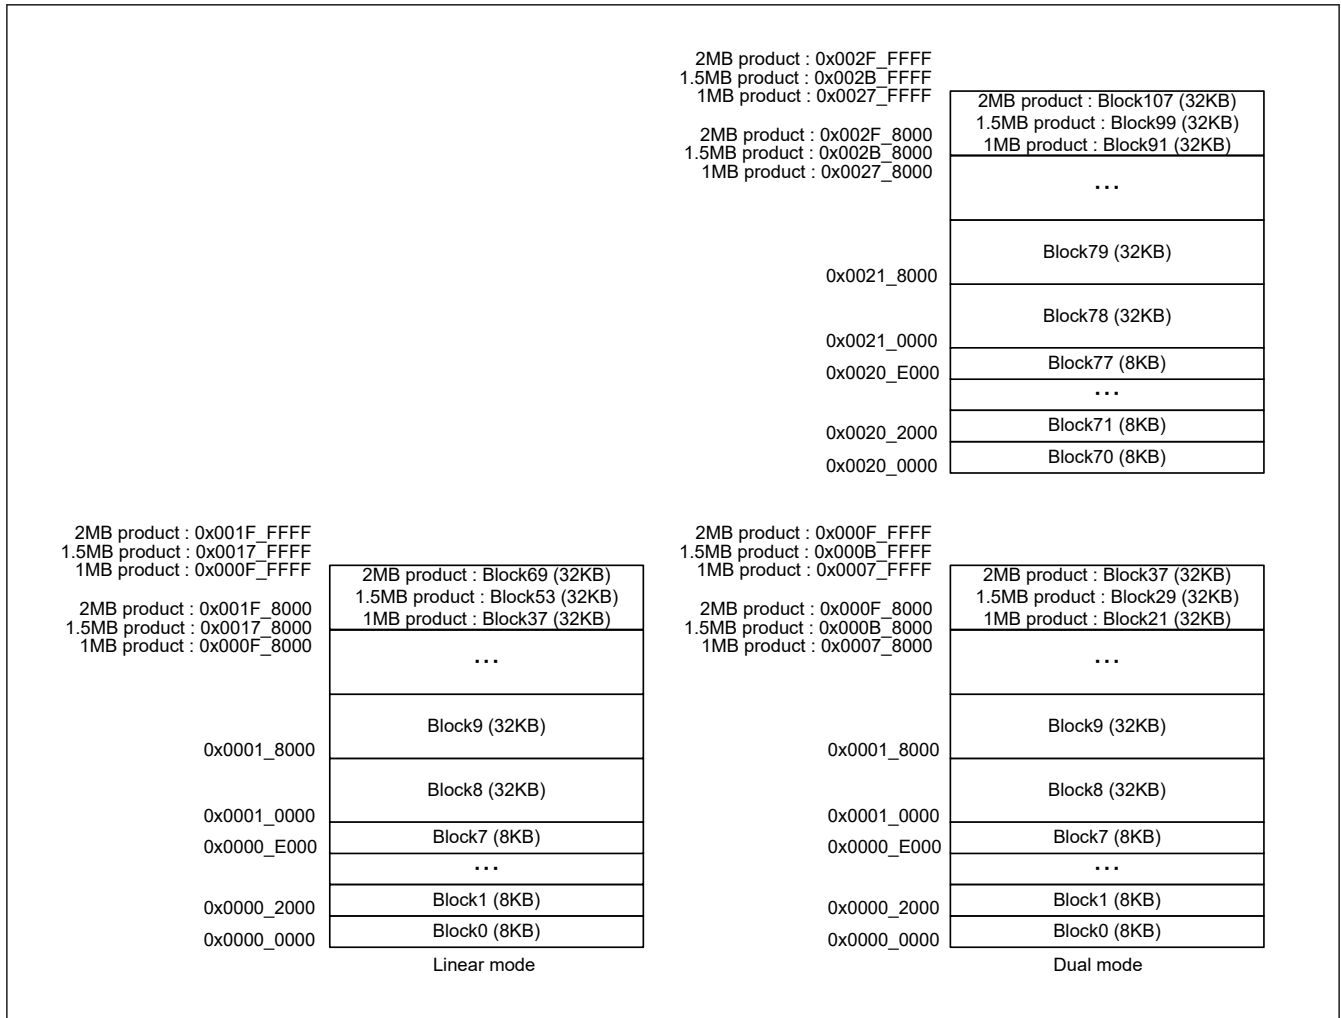 2MB product : 0x002F_FFFF
1.5MB product : 0x002B_FFFF
1MB product : 0x0027_FFFF
2MB product : Block107 (32KB)
1.5MB product : Block99 (32KB)
1MB product : Block91 (32KB)
2MB product : 0x002F_8000
1.5MB product : 0x002B_8000
1MB product : 0x0027_8000
...
Block79 (32KB)
0x0021_8000
Block78 (32KB)
0x0021_0000
Block77 (8KB)
0x0020_E000
...
Block71 (8KB)
0x0020_2000
Block70 (8KB)
0x0020_0000
2MB product : 0x001F_FFFF
1.5MB product : 0x0017_FFFF
1MB product : 0x000F_FFFF
2MB product : Block69 (32KB)
1.5MB product : Block53 (32KB)
1MB product : Block37 (32KB)
2MB product : 0x001F_8000
1.5MB product : 0x0017_8000
1MB product : 0x000F_8000
...
Block9 (32KB)
0x0001_8000
Block8 (32KB)
0x0001_0000
Block7 (8KB)
0x0000_E000
...
Block1 (8KB)
0x0000_2000
Block0 (8KB)
0x0000_0000
Linear mode
2MB product : 0x000F_FFFF
1.5MB product : 0x000B_FFFF
1MB product : 0x0007_FFFF
2MB product : Block37 (32KB)
1.5MB product : Block29 (32KB)
1MB product : Block21 (32KB)
2MB product : 0x000F_8000
1.5MB product : 0x000B_8000
1MB product : 0x0007_8000
...
Block9 (32KB)
0x0001_8000
Block8 (32KB)
0x0001_0000
Block7 (8KB)
0x0000_E000
...
Block1 (8KB)
0x0000_2000
Block0 (8KB)
0x0000_0000
Dual mode